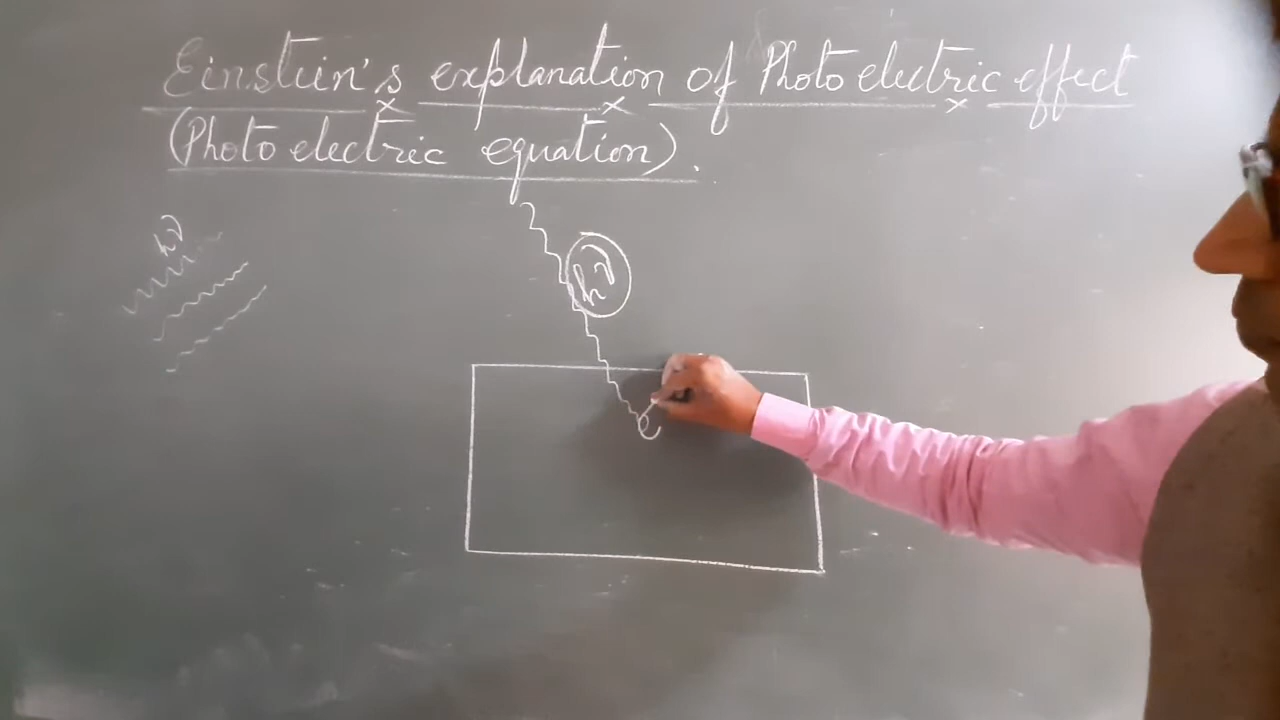 Einstein's explanation of Photo electric effect
(Photo electric equation).
hν
hν
e